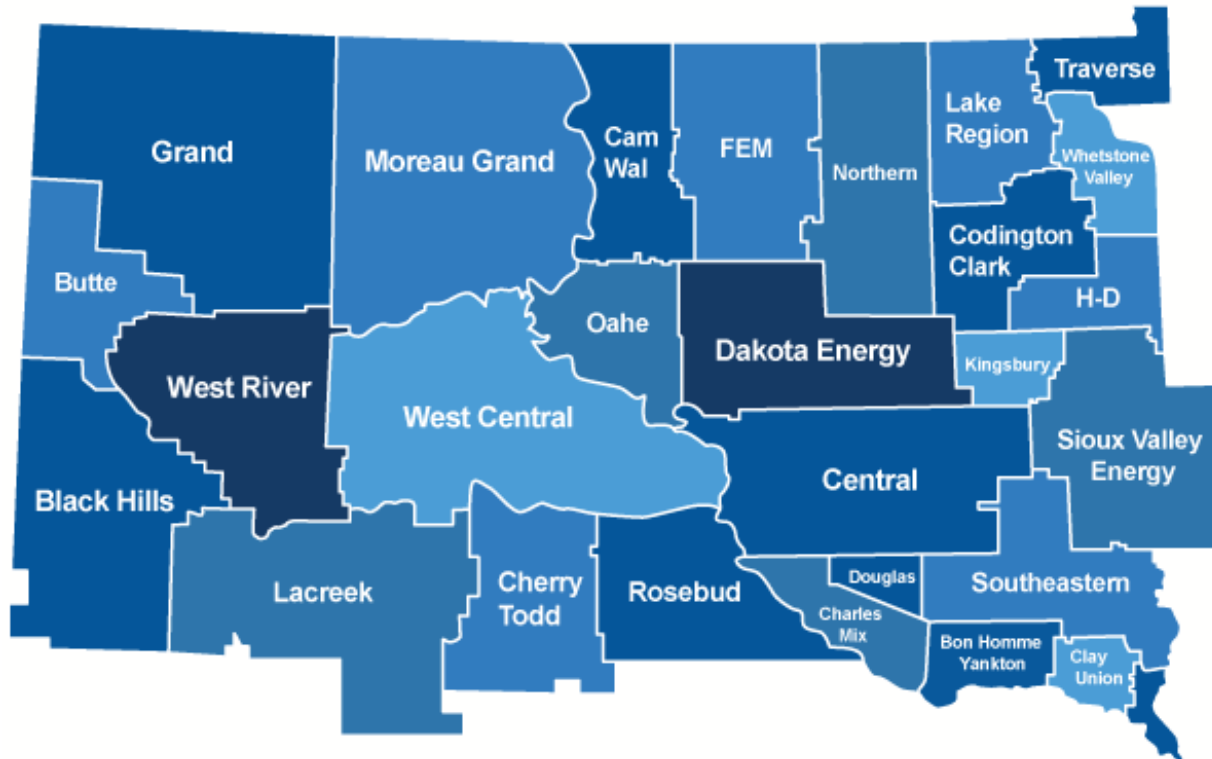 Traverse
Grand
Moreau Grand
Cam
Wal
FEM
Northern
Lake
Region
Whetstone
Valley
Butte
Codington
Clark
H-D
Oahe
Dakota Energy
Kingsbury
West River
West Central
Sioux Valley
Energy
Black Hills
Central
Lacreek
Cherry
Todd
Rosebud
Douglas
Charles
Mix
Southeastern
Bon Homme
Yankton
Clay
Union